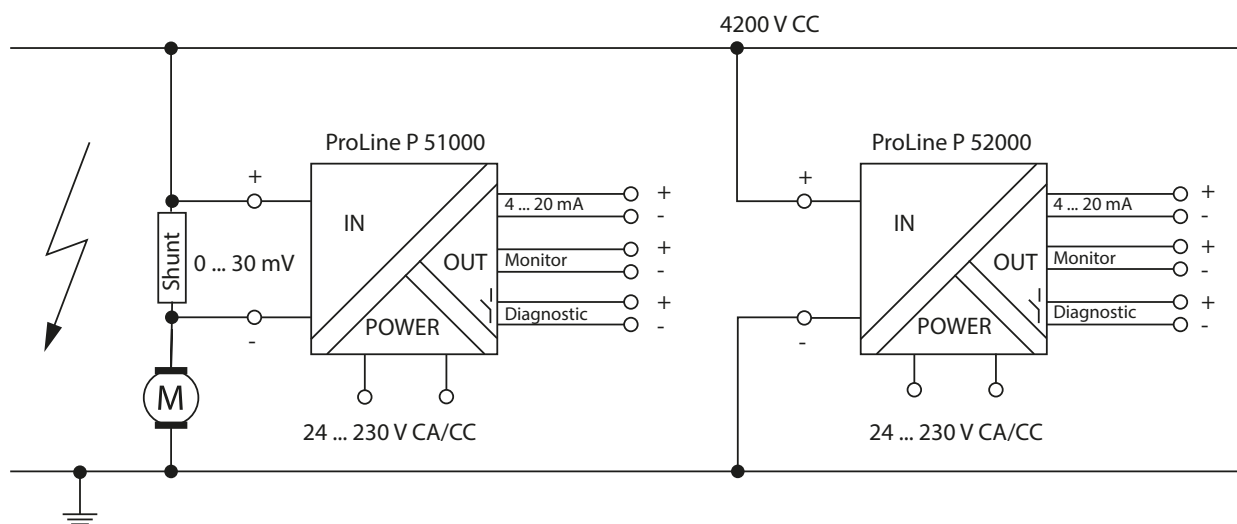 4200 V CC
ProLine P 51000
+
IN
4 ... 20 mA
+
-
Shunt
0 ... 30 mV
OUT
Monitor
+
-
POWER
Diagnostic
+
-
-
M
24 ... 230 V CA/CC
ProLine P 52000
+
IN
4 ... 20 mA
+
-
OUT
Monitor
+
-
POWER
Diagnostic
+
-
-
24 ... 230 V CA/CC